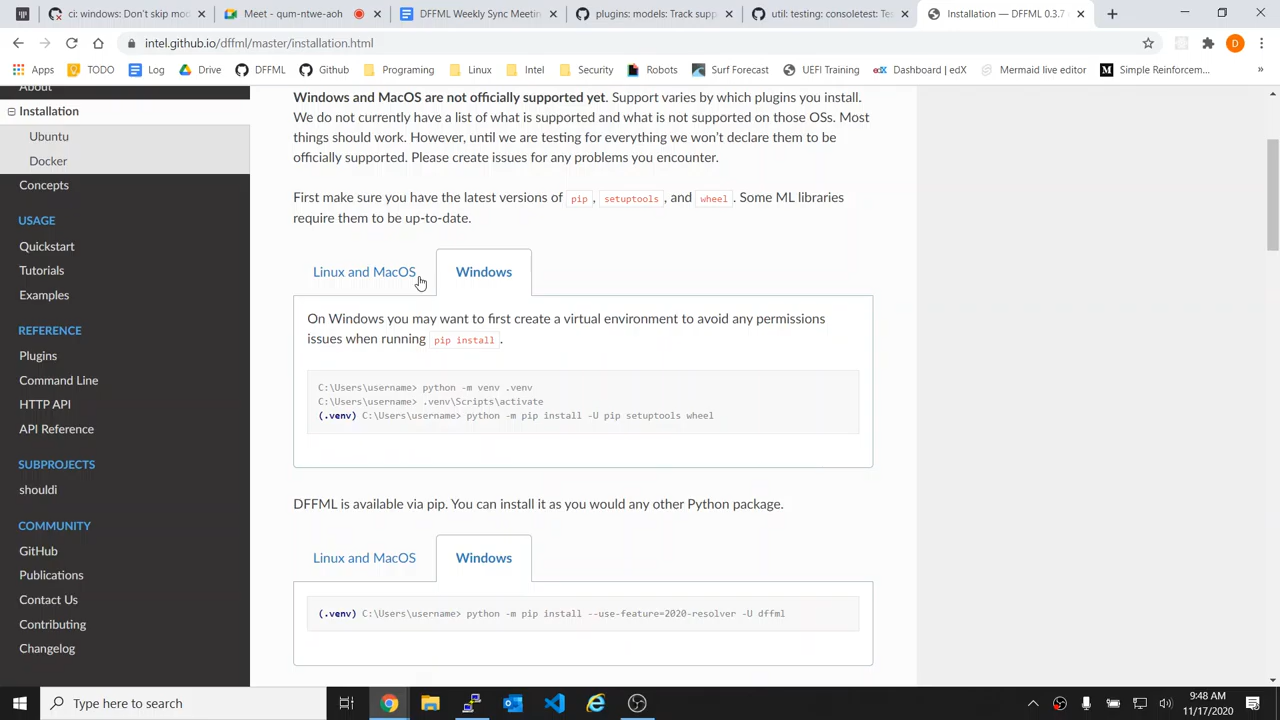 ci: windows: Don't skip mod
Meet - qum-ntwe-aoh
DFFML Weekly Sync Meetin
plugins: models: Track supp
util: testing: consoletest: Tes
Installation — DFFML 0.3.7
intel.github.io/dffml/master/installation.html
D
Apps
TODO
Log
Drive
DFFML
Github
Programing
Linux
Intel
Security
Robots
Surf Forecast
UEFI Training
Dashboard | edX
Mermaid live editor
Simple Reinforcem...
»
About
Installation
Ubuntu
Docker
Concepts
USAGE
Quickstart
Tutorials
Examples
REFERENCE
Plugins
Command Line
HTTP API
API Reference
SUBPROJECTS
shouldi
COMMUNITY
GitHub
Publications
Contact Us
Contributing
Changelog
Windows and MacOS are not officially supported yet. Support varies by which plugins you install.
We do not currently have a list of what is supported and what is not supported on those OSs. Most
things should work. However, until we are testing for everything we won't declare them to be
officially supported. Please create issues for any problems you encounter.
First make sure you have the latest versions of pip, setuptools, and wheel. Some ML libraries
require them to be up-to-date.
Linux and MacOS
Windows
On Windows you may want to first create a virtual environment to avoid any permissions
issues when running pip install.
C:\Users\username> python -m venv .venv
C:\Users\username> .venv\Scripts\activate
(.venv) C:\Users\username> python -m pip install -U pip setuptools wheel
DFFML is available via pip. You can install it as you would any other Python package.
Linux and MacOS
Windows
(.venv) C:\Users\username> python -m pip install --use-feature=2020-resolver -U dffml
Type here to search
9:48 AM
11/17/2020